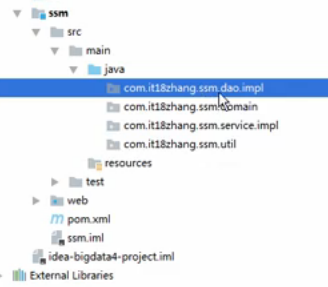 ssm
src
main
java
com.it18zhang.ssm.dao.impl
com.it18zhang.ssm.domain
com.it18zhang.ssm.service.impl
com.it18zhang.ssm.util
resources
test
web
pom.xml
ssm.iml
idea-bigdata4-project.iml
External Libraries